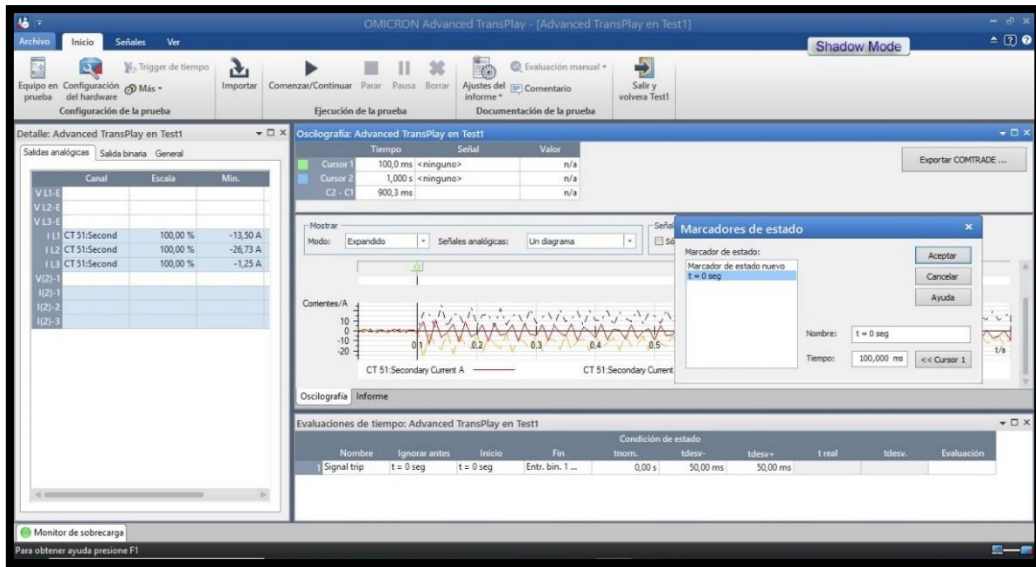 OMICRON Advanced TransPlay - [Advanced TransPlay en Test1]
Archivo Inicio Señales Ver
Shadow Mode
Equipo en prueba
Configuración del hardware
Trigger de tiempo
Más
Configuración de la prueba
Importar
Comenzar/Continuar Parar Pausa Borrar
Ejecución de la prueba
Ajustes del informe
Evaluación manual
Comentario
Documentación de la prueba
Salir y volvera Test1
Detalle: Advanced TransPlay en Test1
Salidas analógicas Salida binaria General
Canal Escala Min.
V L1-E
V L2-E
V L3-E
I L1 CT 51:Second 100,00 % -13,50 A
I L2 CT 51:Second 100,00 % -26,73 A
I L3 CT 51:Second 100,00 % -1,25 A
V(2)-1
I(2)-1
I(2)-2
I(2)-3
Oscilografía: Advanced TransPlay en Test1
Tiempo Señal Valor
Cursor 1 100,0 ms <ninguno> n/a
Cursor 2 1,000 s <ninguno> n/a
C2 - C1 900,3 ms n/a
Exportar COMTRADE ...
Mostrar
Modo: Expandido Señales analógicas: Un diagrama
Corrientes/A
10
0
-10
-20
0,1 0,2 0,3 0,4 0,5
t/s
CT 51:Secondary Current A CT 51:Secondary Current
Oscilografía Informe
Marcadores de estado
Marcador de estado:
Marcador de estado nuevo
t = 0 seg
Aceptar
Cancelar
Ayuda
Nombre: t = 0 seg
Tiempo: 100,000 ms << Cursor 1
Evaluaciones de tiempo: Advanced TransPlay en Test1
Condición de estado
Nombre Ignorar antes Inicio Fin tnom. tdesv- tdesv+ t real tdesv. Evaluación
1 Signal trip t = 0 seg t = 0 seg Entr. bin. 1 ... 0,00 s 50,00 ms 50,00 ms
Monitor de sobrecarga
Para obtener ayuda presione F1